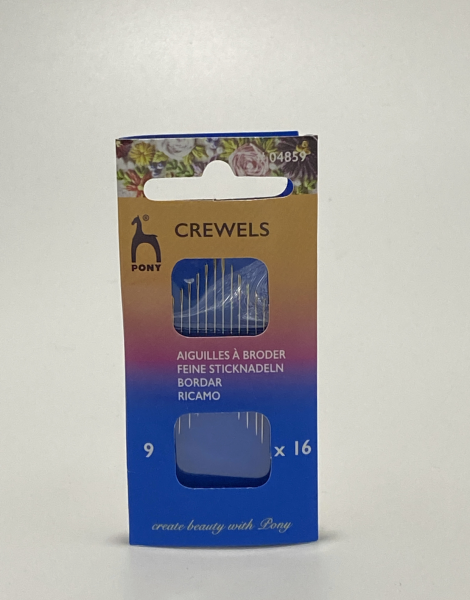 04859
®
PONY
CREWELS
AIGUILLES À BRODER
FEINE STICKNADELN
BORDAR
RICAMO
9 x 16
create beauty with Pony